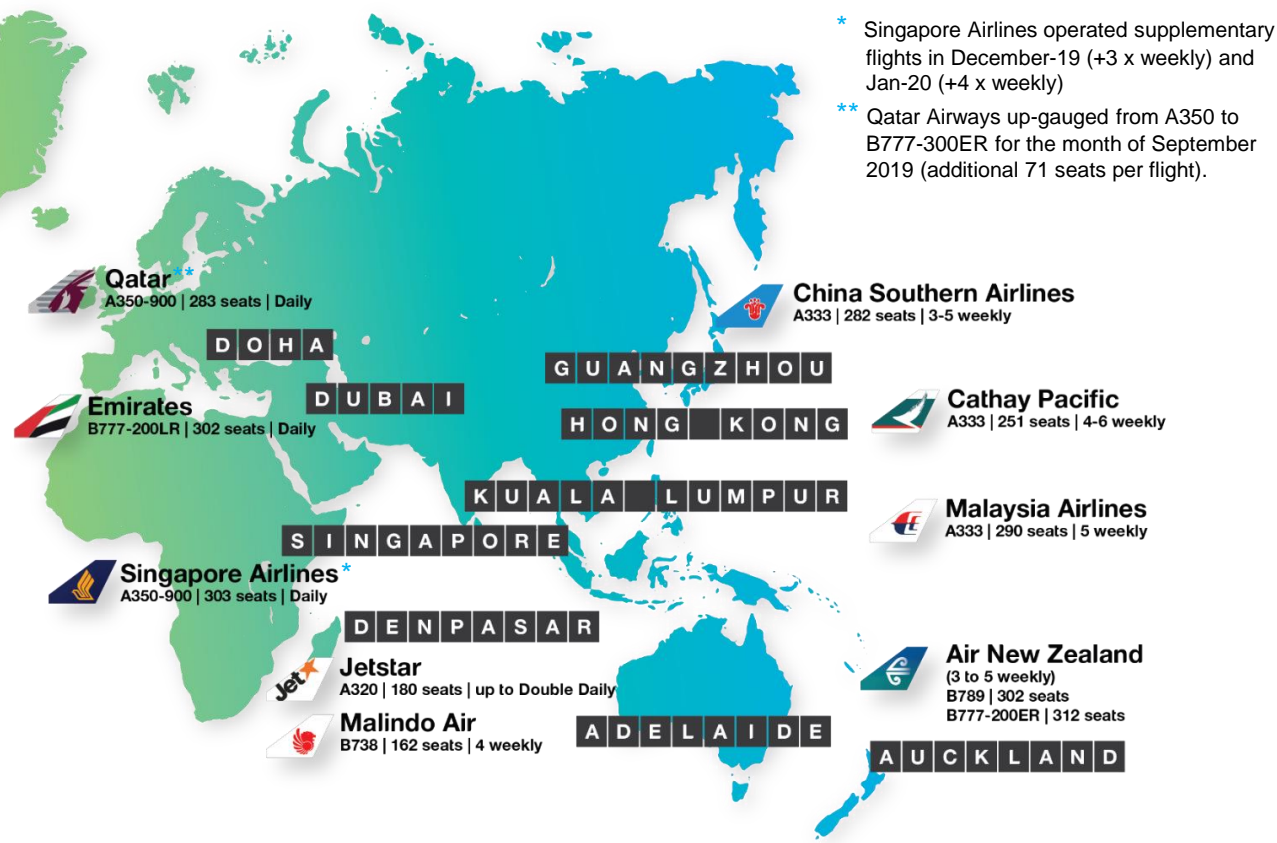 * Singapore Airlines operated supplementary
flights in December-19 (+3 x weekly) and
Jan-20 (+4 x weekly)
** Qatar Airways up-gauged from A350 to
B777-300ER for the month of September
2019 (additional 71 seats per flight).
Qatar**
A350-900 | 283 seats | Daily
DOHA
China Southern Airlines
A333 | 282 seats | 3-5 weekly
GUANGZHOU
DUBAI
Emirates
B777-200LR | 302 seats | Daily
HONG KONG
Cathay Pacific
A333 | 251 seats | 4-6 weekly
KUALA LUMPUR
Malaysia Airlines
A333 | 290 seats | 5 weekly
SINGAPORE
Singapore Airlines*
A350-900 | 303 seats | Daily
DENPASAR
Jet
Jetstar
A320 | 180 seats | up to Double Daily
Malindo Air
B738 | 162 seats | 4 weekly
ADELAIDE
Air New Zealand
(3 to 5 weekly)
B789 | 302 seats
B777-200ER | 312 seats
AUCKLAND